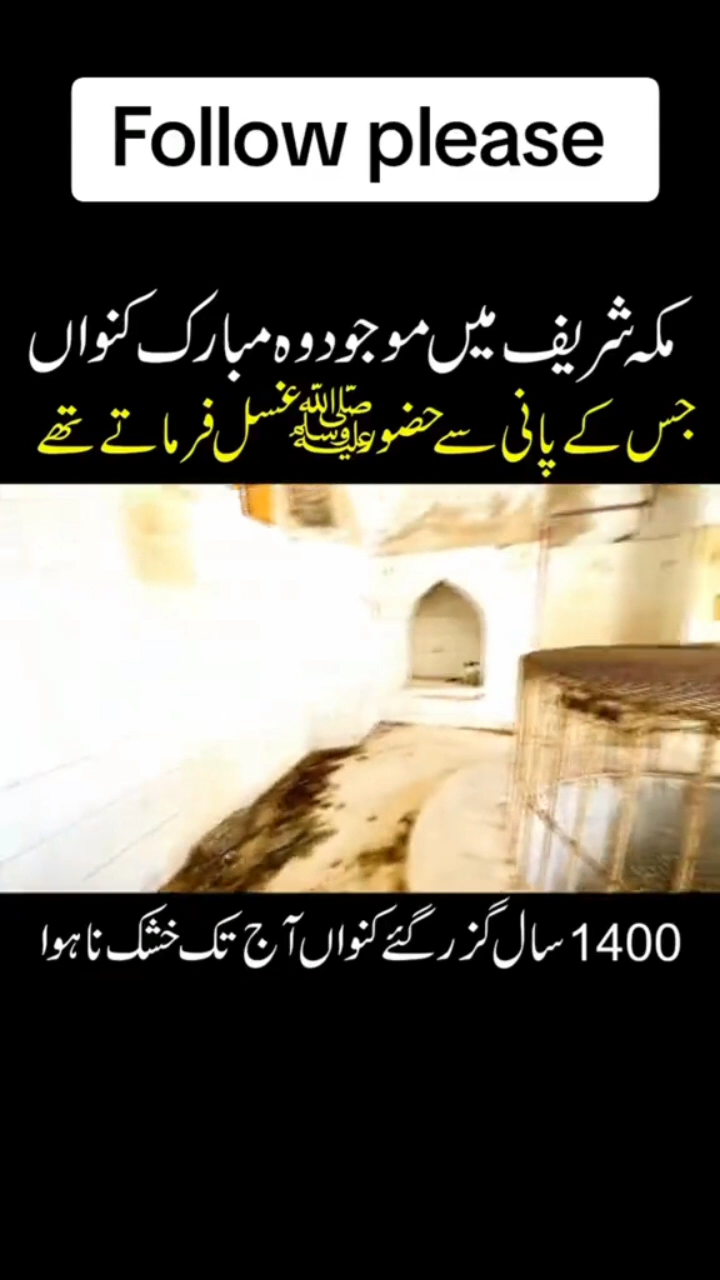 Follow please
مکہ شریف میں موجود وہ مبارک کنواں
جس کے پانی سے حضور ﷺ غسل فرماتے تھے
1400 سال گزر گئے کنواں آج تک خشک نا ہوا